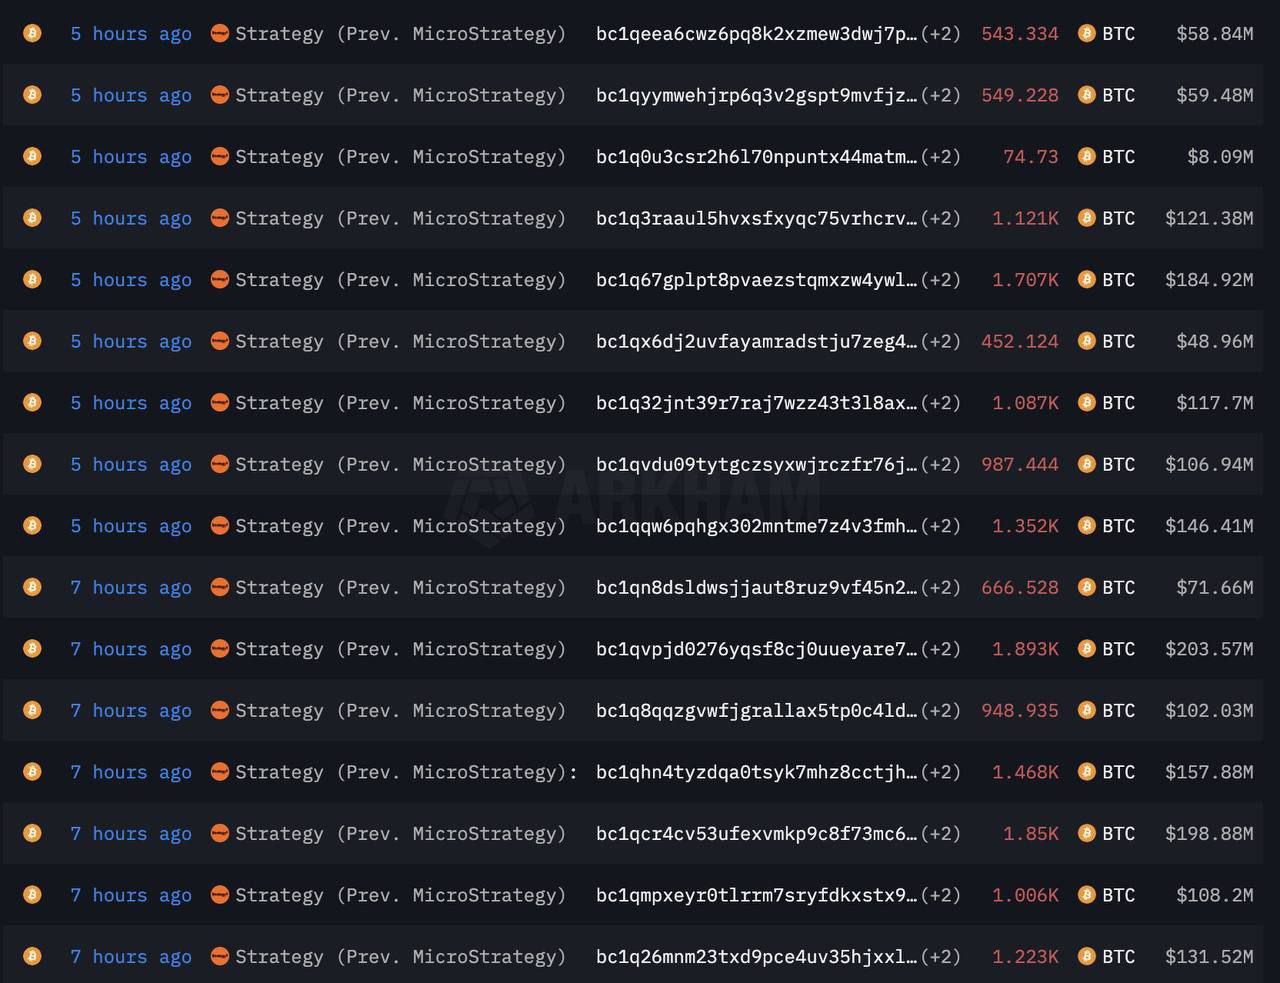 5 hours ago Strategy (Prev. MicroStrategy) bc1qeea6cwz6pq8k2xzmew3dwj7p…(+2) 543.334 BTC $58.84M
5 hours ago Strategy (Prev. MicroStrategy) bc1qyymwehjrp6q3v2gspt9mvfjz…(+2) 549.228 BTC $59.48M
5 hours ago Strategy (Prev. MicroStrategy) bc1q0u3csr2h6l70npuntx44matm…(+2) 74.73 BTC $8.09M
5 hours ago Strategy (Prev. MicroStrategy) bc1q3raaul5hvxsfxyqc75vrhcrv…(+2) 1.121K BTC $121.38M
5 hours ago Strategy (Prev. MicroStrategy) bc1q67gplpt8pvaezstqmxzw4ywl…(+2) 1.707K BTC $184.92M
5 hours ago Strategy (Prev. MicroStrategy) bc1qx6dj2uvfayamradstju7zeg4…(+2) 452.124 BTC $48.96M
5 hours ago Strategy (Prev. MicroStrategy) bc1q32jnt39r7raj7wzz43t3l8ax…(+2) 1.087K BTC $117.7M
5 hours ago Strategy (Prev. MicroStrategy) bc1qvdu09tytgczsyxwjrczfr76j…(+2) 987.444 BTC $106.94M
ARKHAM
5 hours ago Strategy (Prev. MicroStrategy) bc1qqw6pqhgx302mntme7z4v3fmh…(+2) 1.352K BTC $146.41M
7 hours ago Strategy (Prev. MicroStrategy) bc1qn8dsldwsjjaut8ruz9vf45n2…(+2) 666.528 BTC $71.66M
7 hours ago Strategy (Prev. MicroStrategy) bc1qvpjd0276yqsf8cj0uueyare7…(+2) 1.893K BTC $203.57M
7 hours ago Strategy (Prev. MicroStrategy) bc1q8qqzgvwfjgrallax5tp0c4ld…(+2) 948.935 BTC $102.03M
7 hours ago Strategy (Prev. MicroStrategy): bc1qhn4tyzdqa0tsyk7mhz8cctjh…(+2) 1.468K BTC $157.88M
7 hours ago Strategy (Prev. MicroStrategy) bc1qcr4cv53ufexvmkp9c8f73mc6…(+2) 1.85K BTC $198.88M
7 hours ago Strategy (Prev. MicroStrategy) bc1qmpxeyr0tlrrm7sryfdkxstx9…(+2) 1.006K BTC $108.2M
7 hours ago Strategy (Prev. MicroStrategy) bc1q26mnm23txd9pce4uv35hjxxl…(+2) 1.223K BTC $131.52M